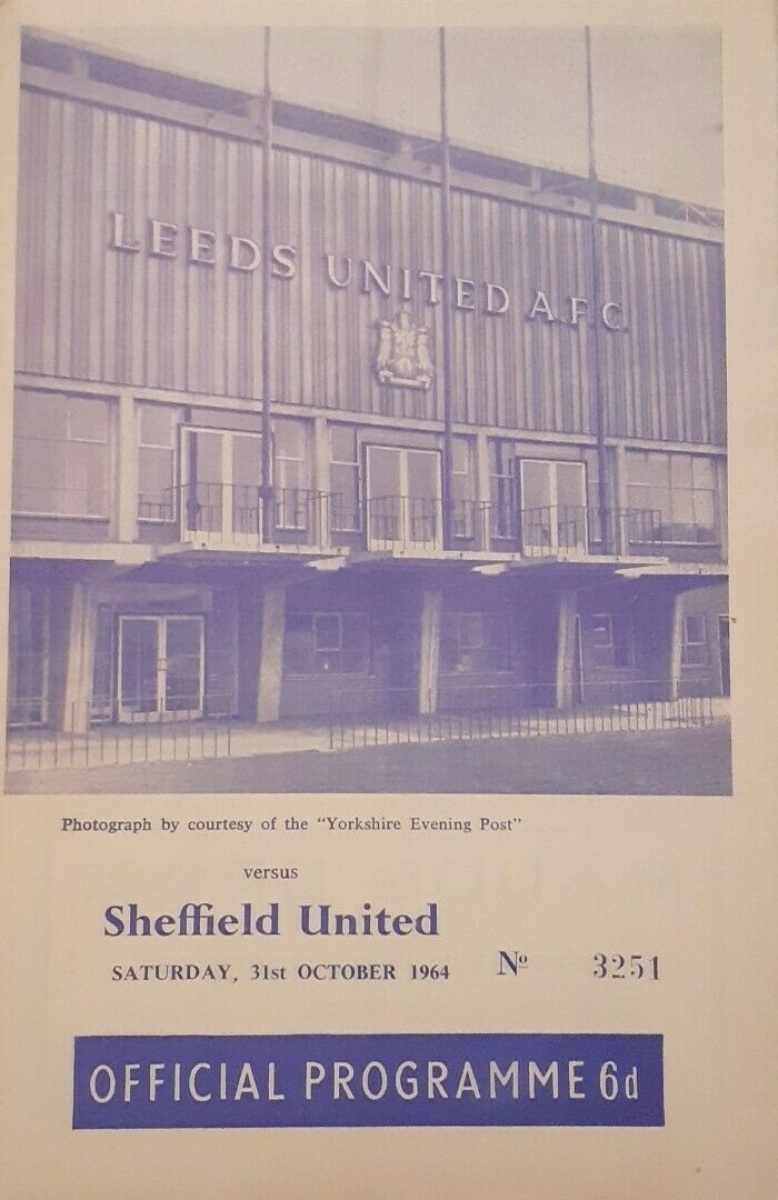 LEEDS UNITED A.F.C.
Photograph by courtesy of the "Yorkshire Evening Post"
versus
Sheffield United
SATURDAY, 31st OCTOBER 1964 Nº 3251
OFFICIAL PROGRAMME 6d